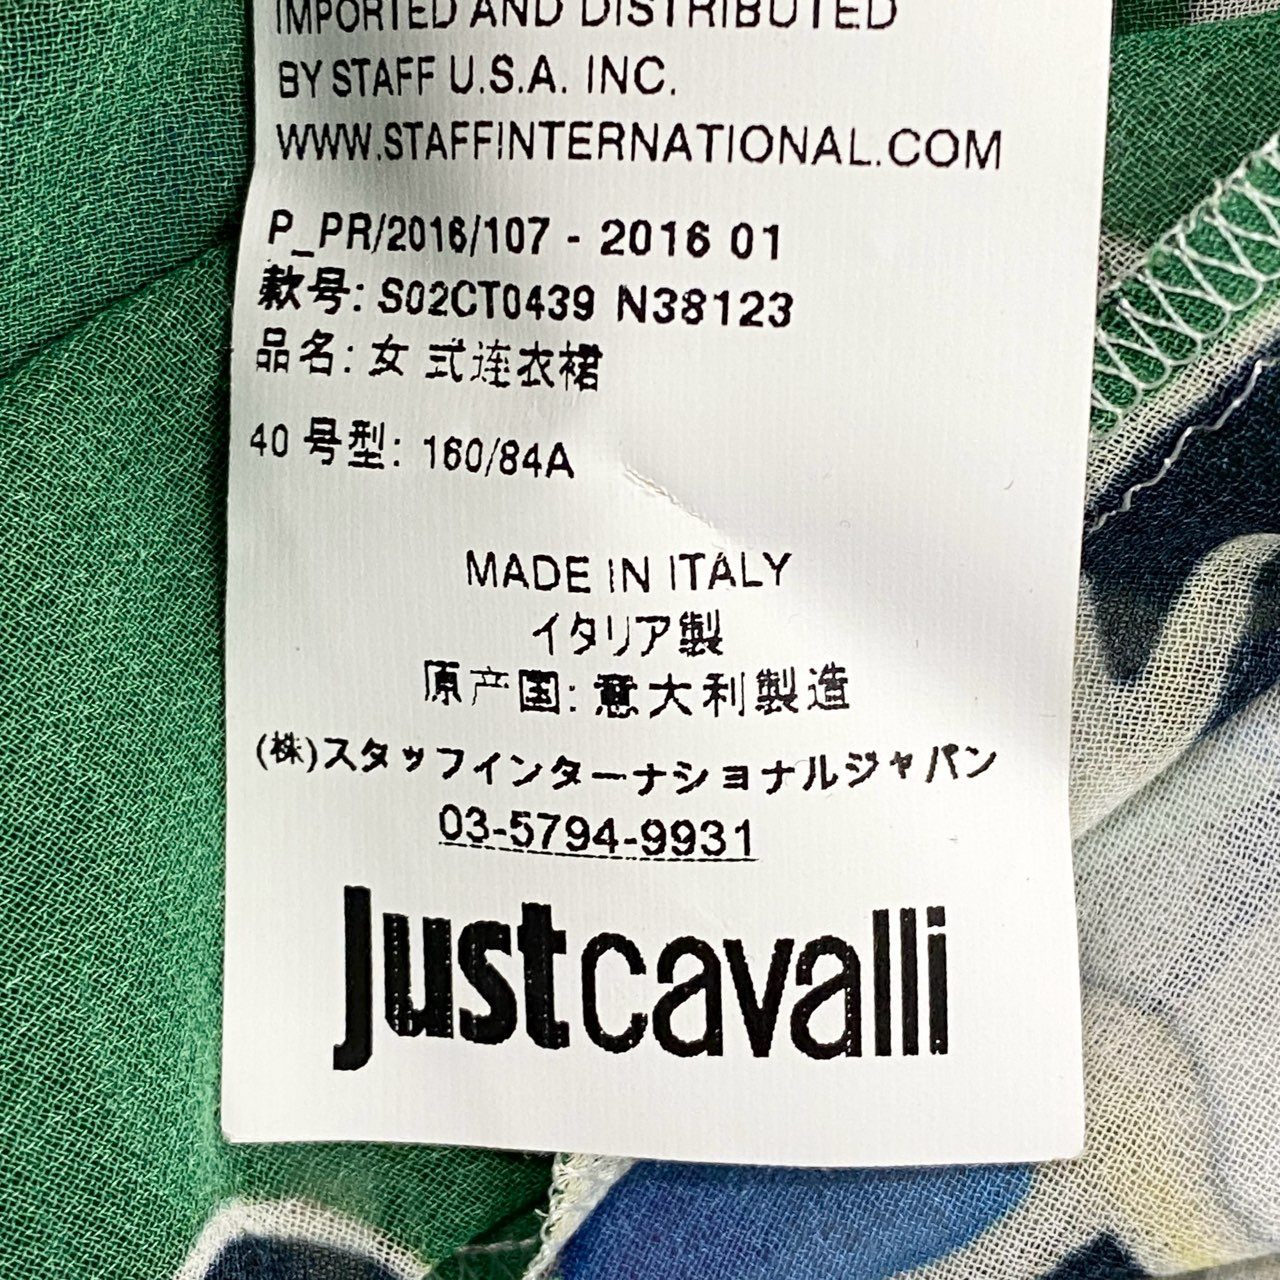 IMPORTED AND DISTRIBUTED
BY STAFF U.S.A. INC.
WWW.STAFFINTERNATIONAL.COM
P_PR/2016/107 - 2016 01
款号: S02CT0439 N38123
品名: 女 式连衣裙
40 号型: 160/84A
MADE IN ITALY
イタリア製
原产国: 意大利製造
(株)スタッフインターナショナルジャパン
03-5794-9931
justcavalli